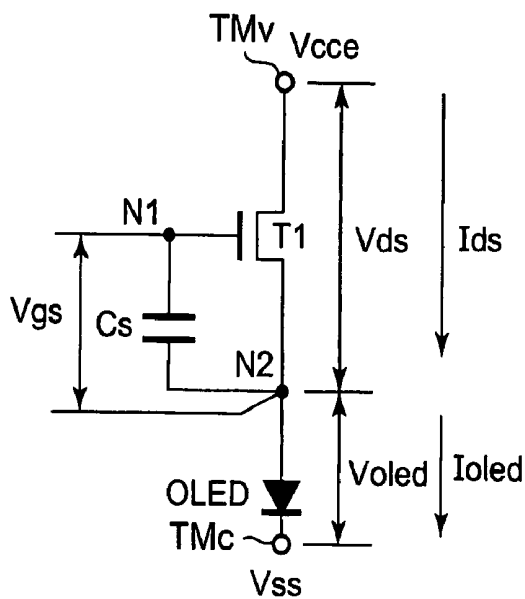 TMv Vcce
N1
T1
Vds
Ids
Vgs
Cs
N2
Voled
Ioled
OLED
TMc
Vss